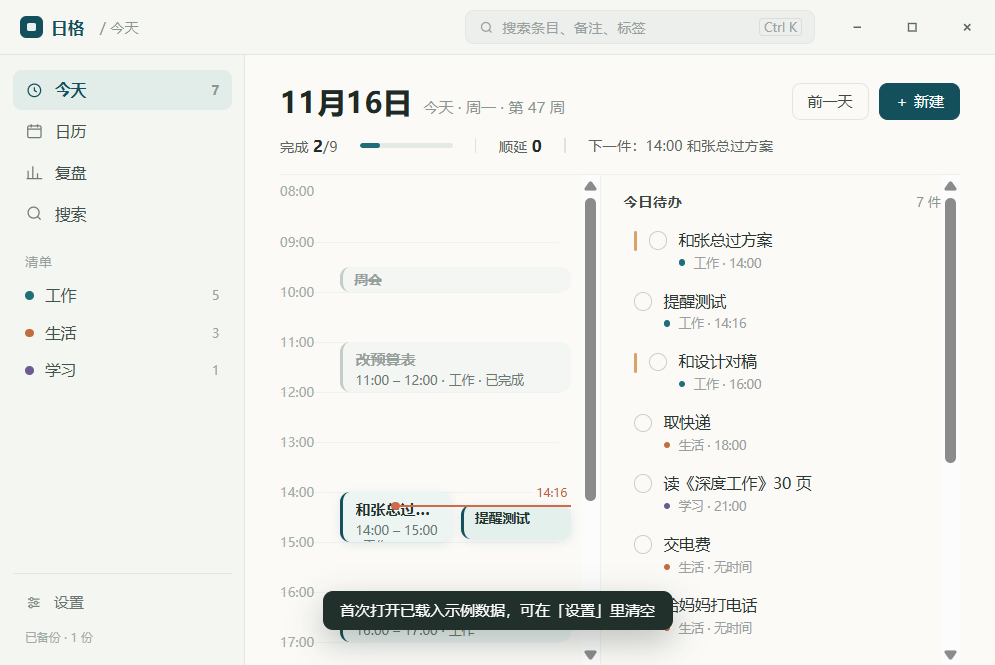 日格 / 今天
搜索条目、备注、标签 Ctrl K
今天 7
日历
复盘
搜索
清单
工作 5
生活 3
学习 1
设置
已备份 · 1 份
11月16日 今天 · 周一 · 第 47 周
前一天
+ 新建
完成 2/9
顺延 0
下一件：14:00 和张总过方案
08:00
09:00
周会
10:00
11:00
改预算表
11:00 – 12:00 · 工作 · 已完成
12:00
13:00
14:00
14:16
和张总过...
14:00 – 15:00
提醒测试
15:00
16:00
16:00 – 17:00 · 工作
17:00
今日待办 7 件
和张总过方案
工作 · 14:00
提醒测试
工作 · 14:16
和设计对稿
工作 · 16:00
取快递
生活 · 18:00
读《深度工作》30 页
学习 · 21:00
交电费
生活 · 无时间
给妈妈打电话
生活 · 无时间
首次打开已载入示例数据，可在「设置」里清空